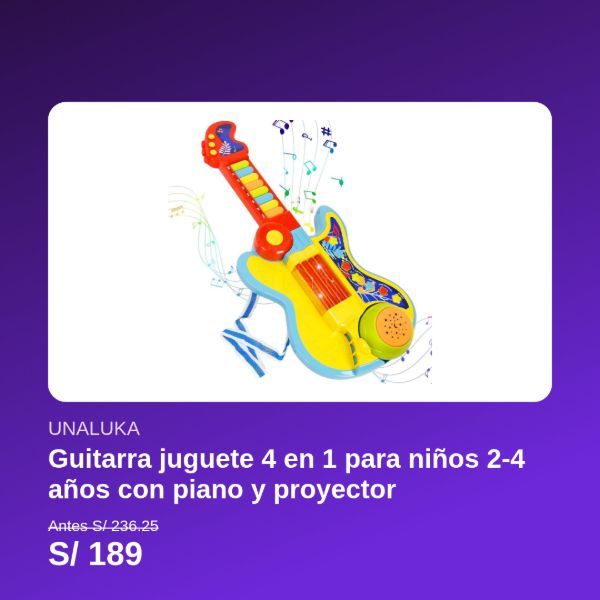 UNALUKA
Guitarra juguete 4 en 1 para niños 2-4
años con piano y proyector
Antes S/ 236.25
S/ 189